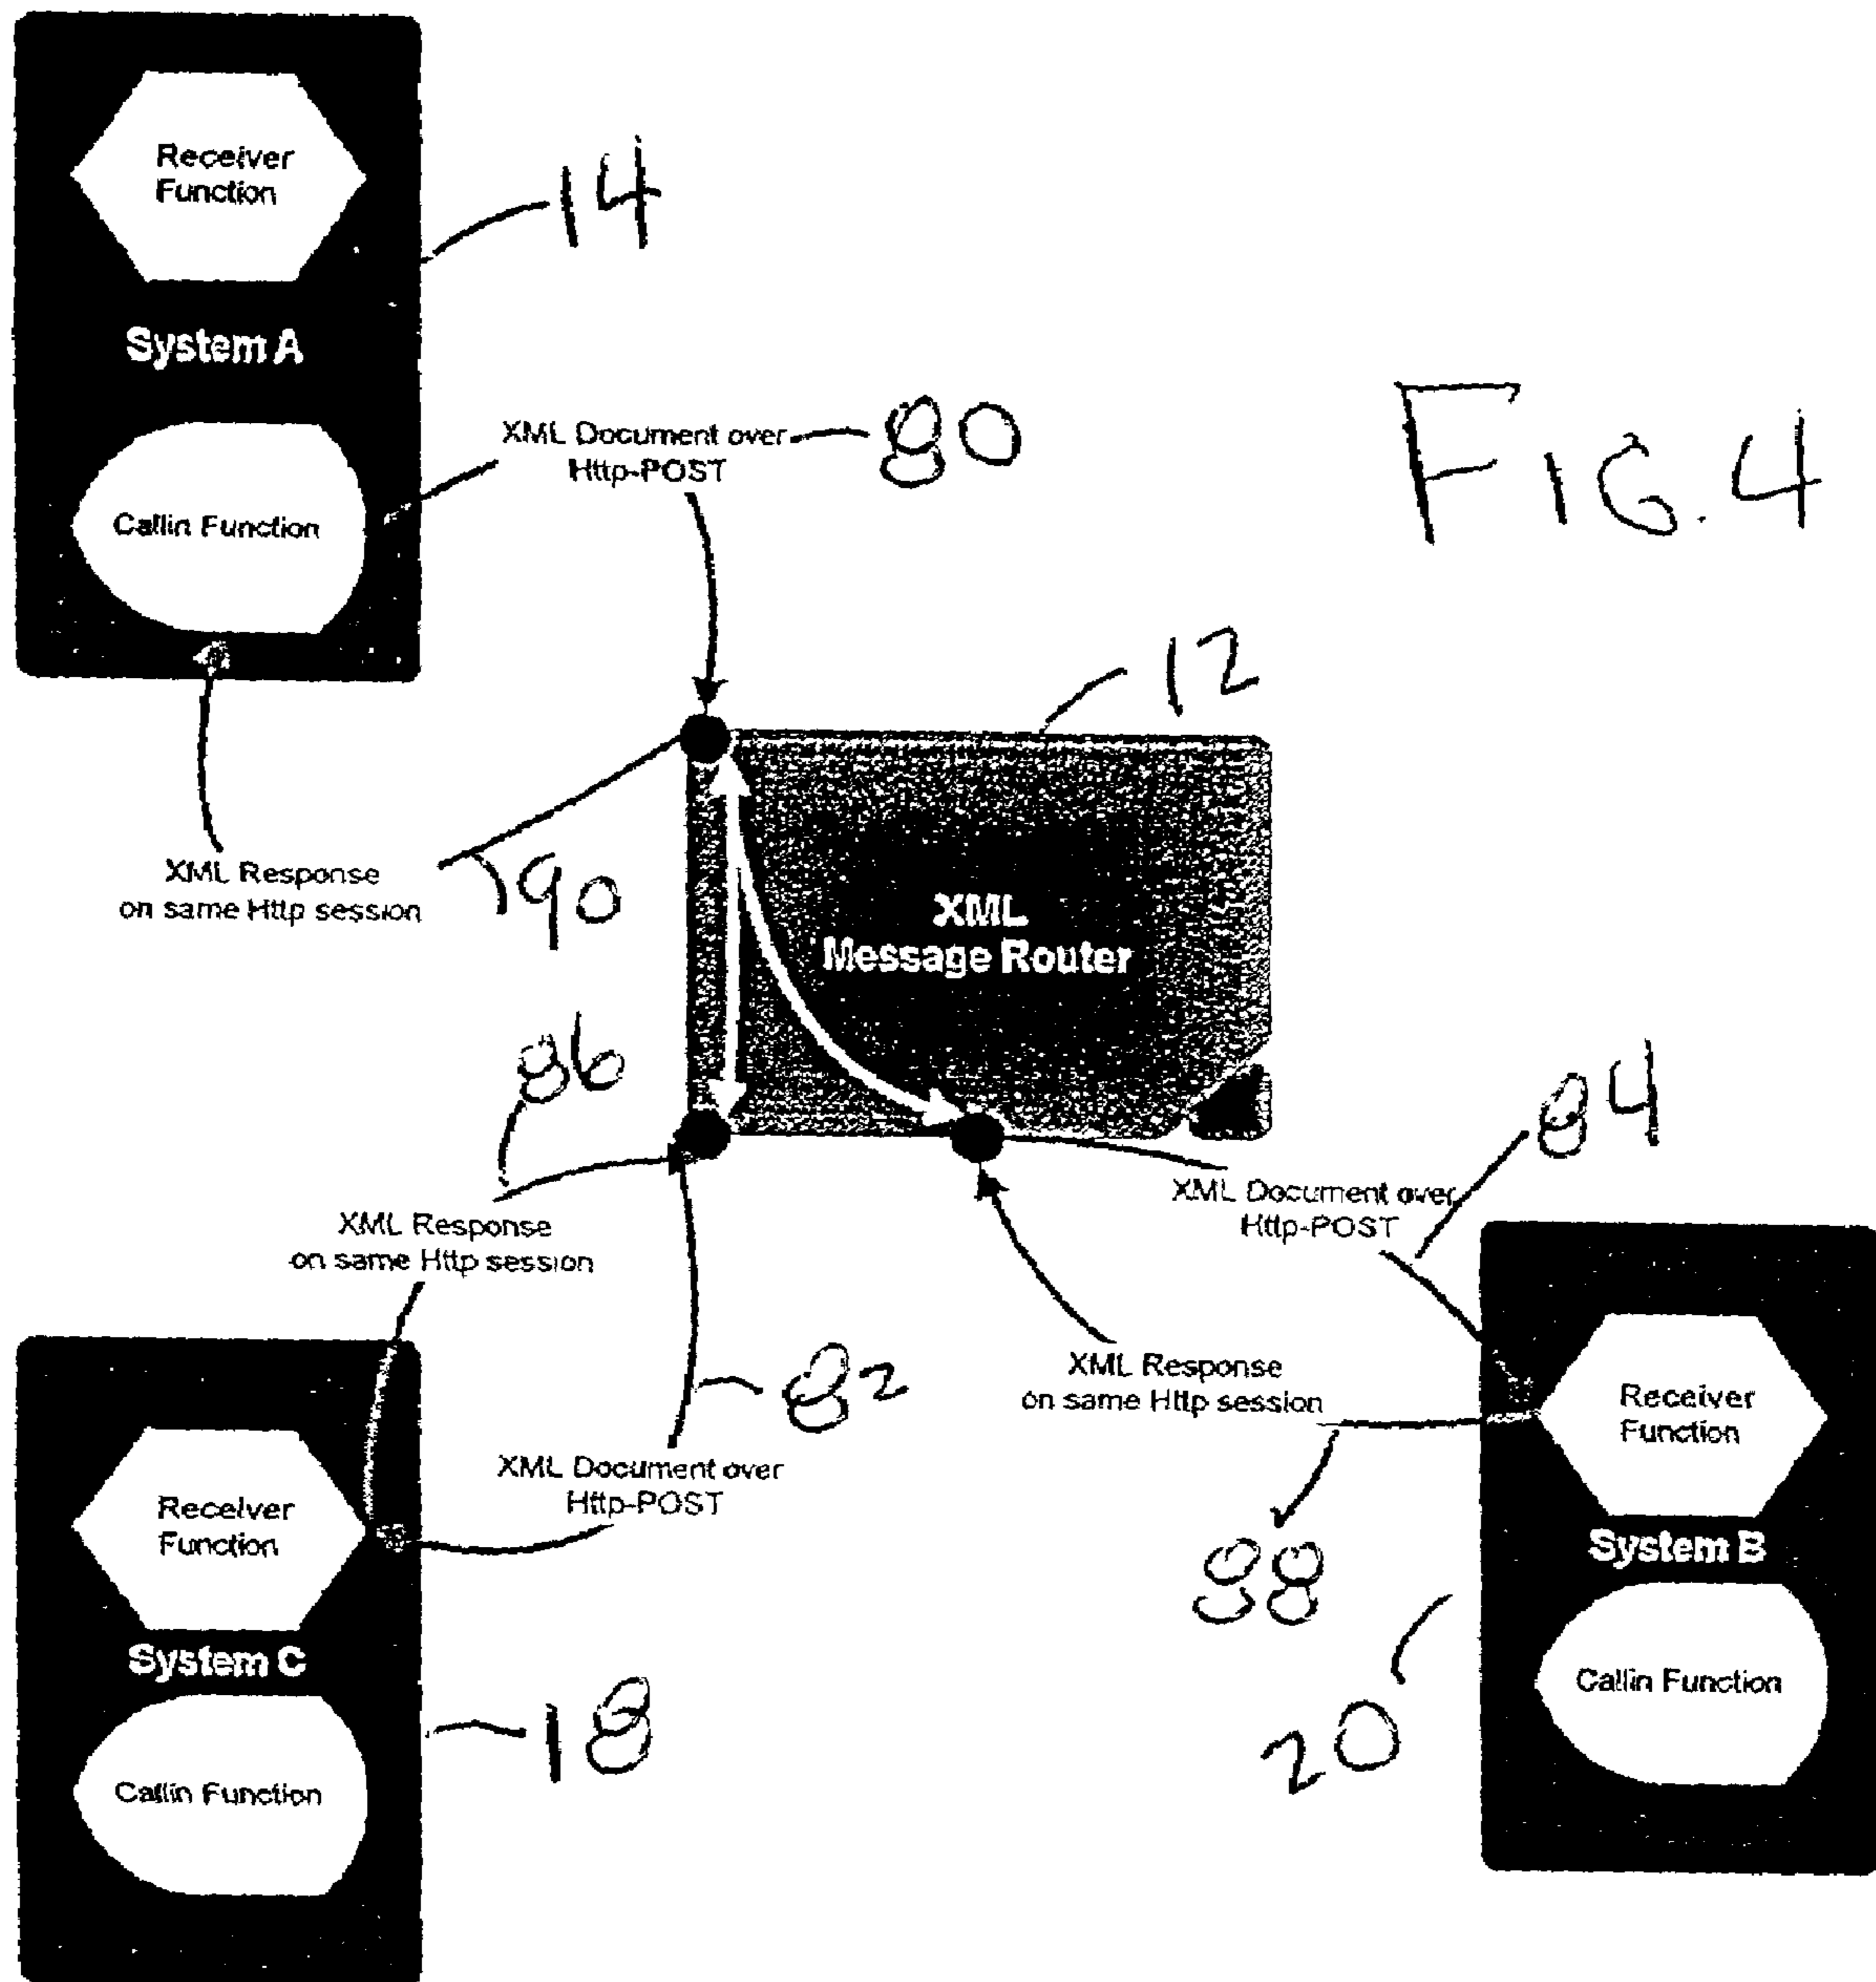 Receiver
Function
14
System A
XML Document over
Http-POST
80
FIG. 4
Callin Function
12
XML Response
on same Http session
90
XML
Message Router
86
84
XML Document over
Http-POST
XML Response
on same Http session
82
XML Response
on same Http session
Receiver
Function
XML Document over
Http-POST
Receiver
Function
88
System B
System C
Callin Function
18
20
Callin Function